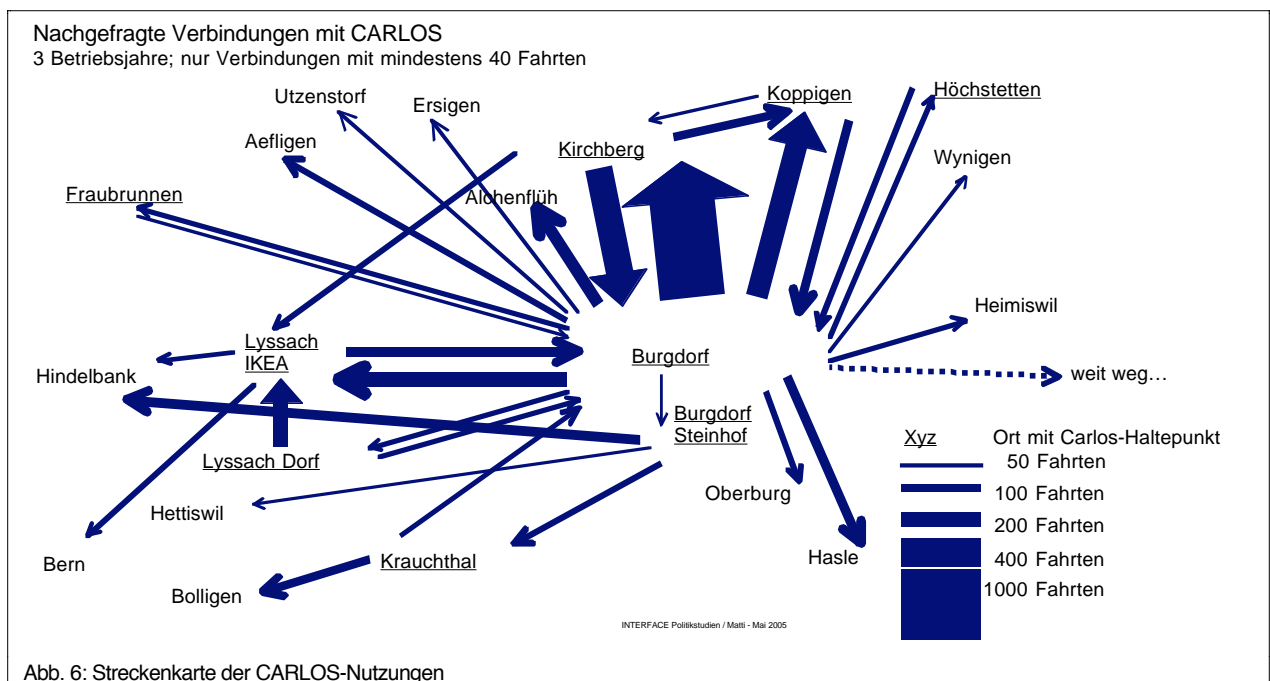 Nachgefragte Verbindungen mit CARLOS
3 Betriebsjahre; nur Verbindungen mit mindestens 40 Fahrten
Utzenstorf
Ersigen
Koppigen
Höchstetten
Aefligen
Kirchberg
Wynigen
Fraubrunnen
Alchenflüh
Heimiswil
Lyssach
IKEA
Burgdorf
Hindelbank
weit weg…
Burgdorf
Steinhof
Xyz Ort mit Carlos-Haltepunkt
Lyssach Dorf
50 Fahrten
Oberburg
100 Fahrten
Hettiswil
200 Fahrten
Bern
Krauchthal
Hasle
400 Fahrten
Bolligen
1000 Fahrten
INTERFACE Politikstudien / Matti - Mai 2005
Abb. 6: Streckenkarte der CARLOS-Nutzungen